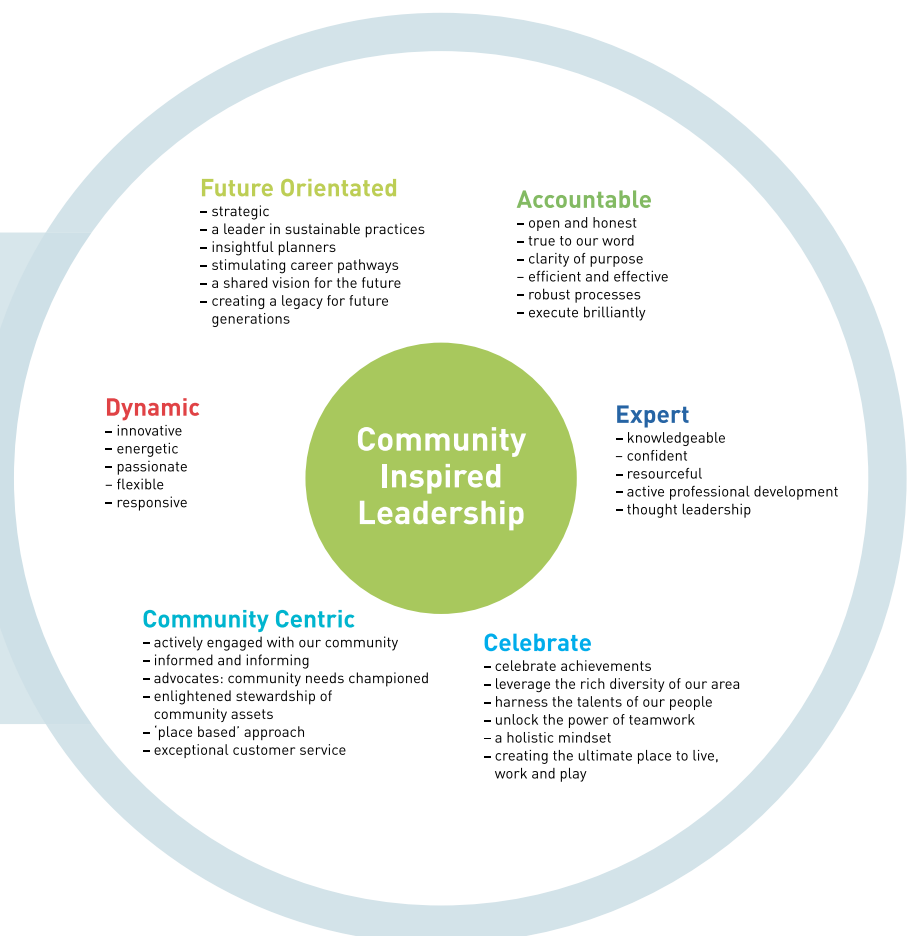 Future Orientated
– strategic
– a leader in sustainable practices
– insightful planners
– stimulating career pathways
– a shared vision for the future
– creating a legacy for future
generations
Accountable
– open and honest
– true to our word
– clarity of purpose
– efficient and effective
– robust processes
– execute brilliantly
Dynamic
– innovative
– energetic
– passionate
– flexible
– responsive
Community
Inspired
Leadership
Expert
– knowledgeable
– confident
– resourceful
– active professional development
– thought leadership
Community Centric
– actively engaged with our community
– informed and informing
– advocates: community needs championed
– enlightened stewardship of
community assets
– ‘place based’ approach
– exceptional customer service
Celebrate
– celebrate achievements
– leverage the rich diversity of our area
– harness the talents of our people
– unlock the power of teamwork
– a holistic mindset
– creating the ultimate place to live,
work and play